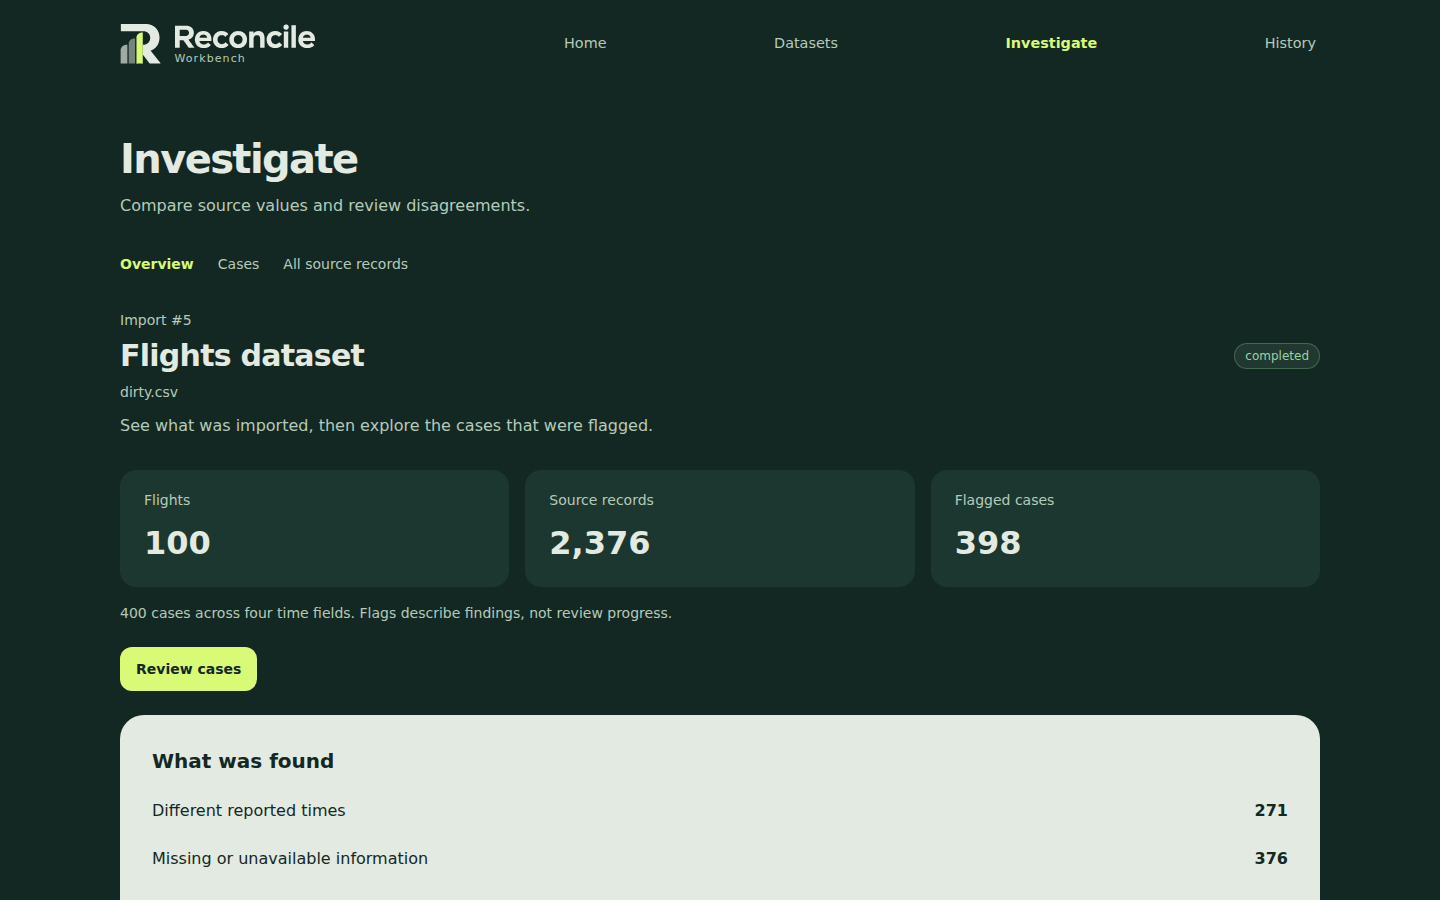 Reconcile
Workbench
Home
Datasets
Investigate
History
Investigate
Compare source values and review disagreements.
Overview
Cases
All source records
Import #5
Flights dataset
completed
dirty.csv
See what was imported, then explore the cases that were flagged.
Flights
100
Source records
2,376
Flagged cases
398
400 cases across four time fields. Flags describe findings, not review progress.
Review cases
What was found
Different reported times
271
Missing or unavailable information
376